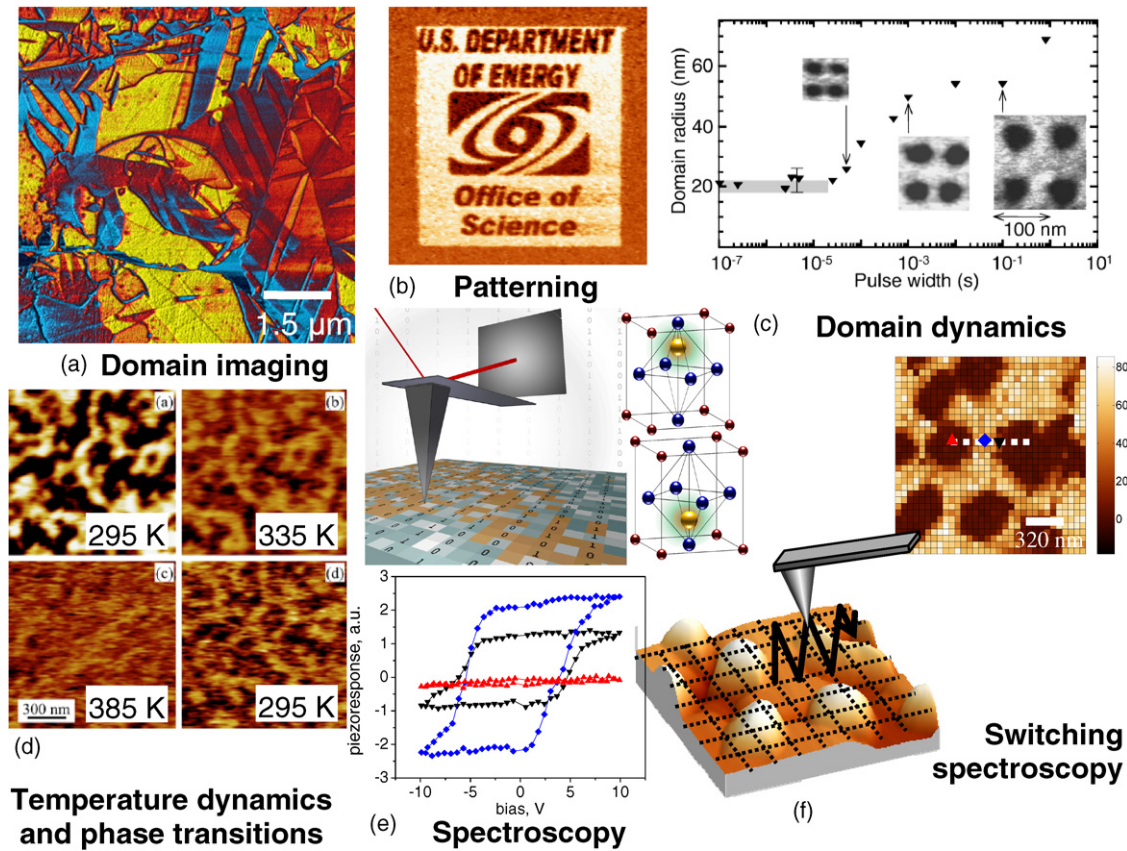 U.S. DEPARTMENT
OF ENERGY
Office of
Science
1.5 µm
(a) Domain imaging
(b) Patterning
Domain radius (nm)
60
40
20
10⁻⁷ 10⁻⁵ 10⁻³ 10⁻¹ 10¹
Pulse width (s)
100 nm
(c) Domain dynamics
(a)
295 K
(b)
335 K
(c)
300 nm
385 K
(d)
295 K
(d)
Temperature dynamics
and phase transitions
piezoresponse, a.u.
3
2
1
0
-1
-2
-3
-10 -5 0 5 10
bias, V
(e) Spectroscopy
80
60
40
20
0
320 nm
Switching
spectroscopy
(f)